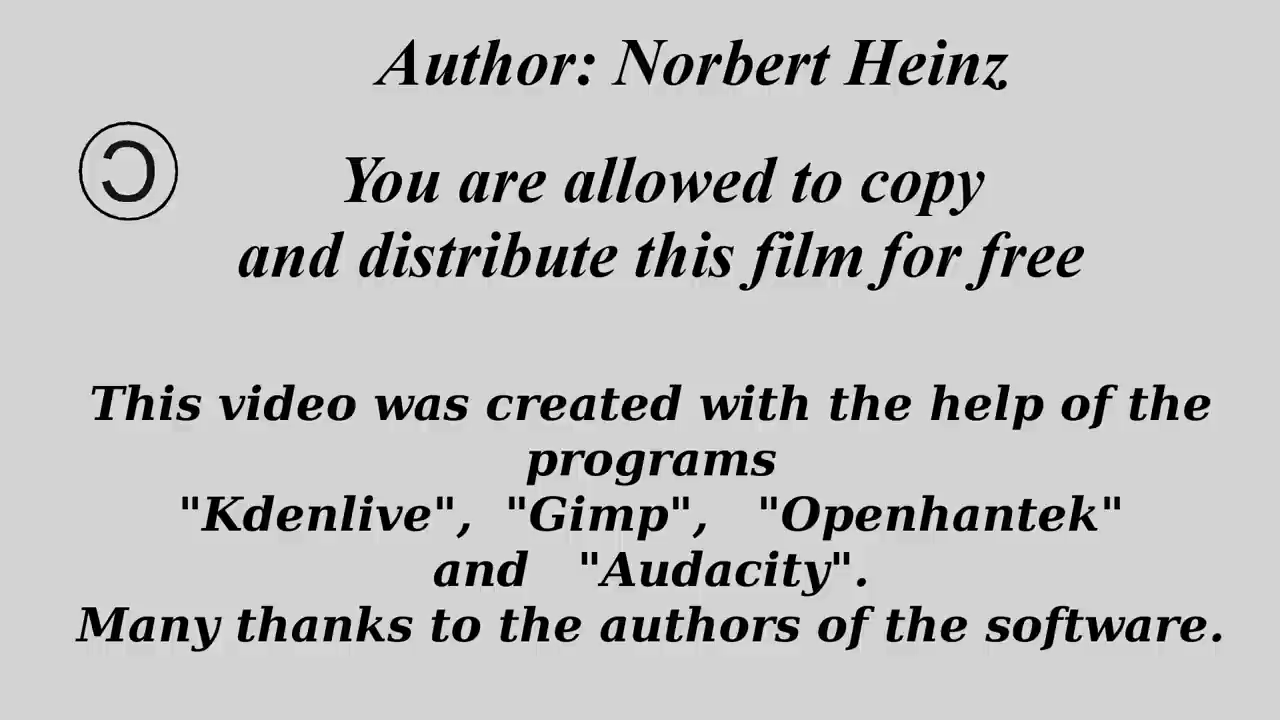 Author: Norbert Heinz
You are allowed to copy
and distribute this film for free
This video was created with the help of the
programs
"Kdenlive", "Gimp", "Openhantek"
and "Audacity".
Many thanks to the authors of the software.